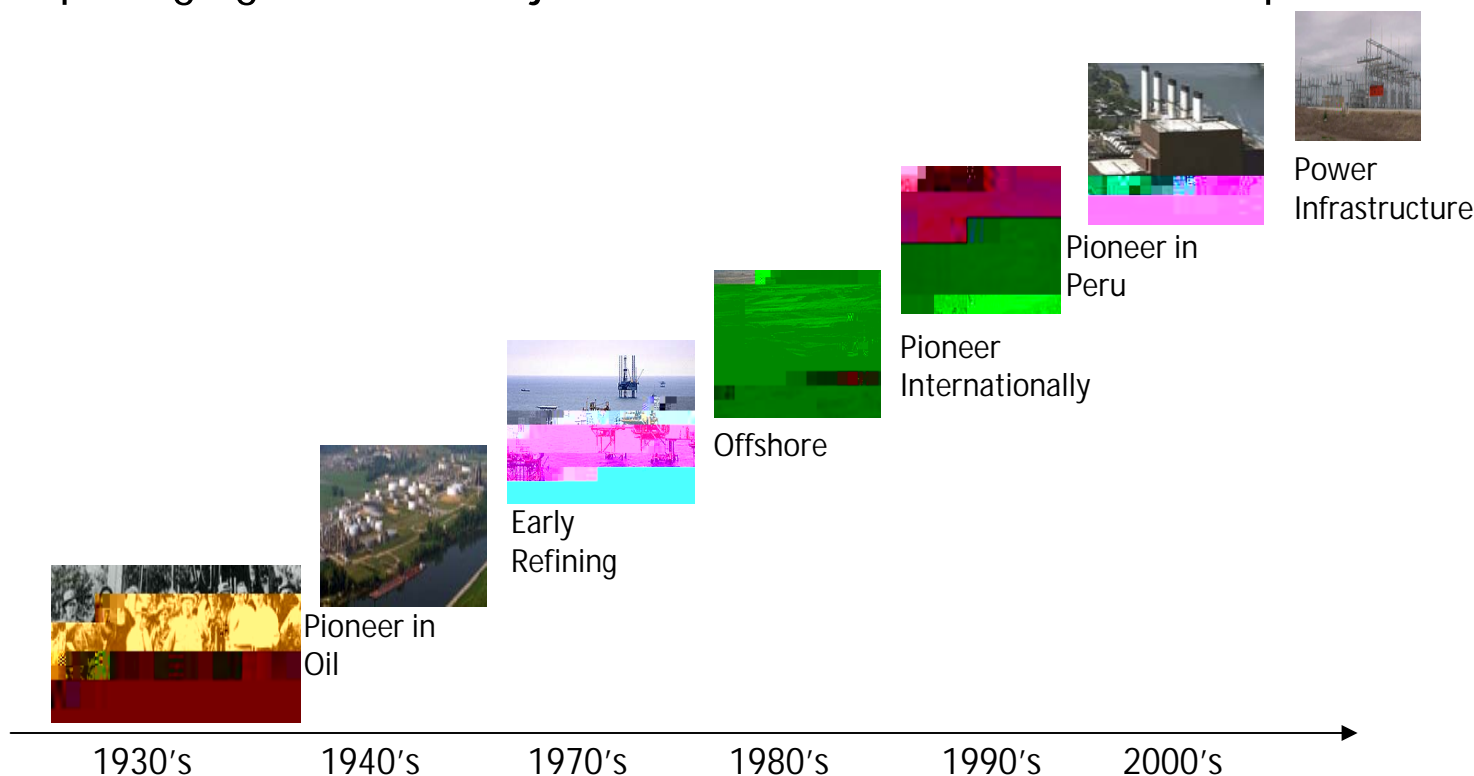 Power
Infrastructure
Pioneer in
Peru
Pioneer
Internationally
Offshore
Early
Refining
Pioneer in
Oil
1930's 1940's 1970's 1980's 1990's 2000's